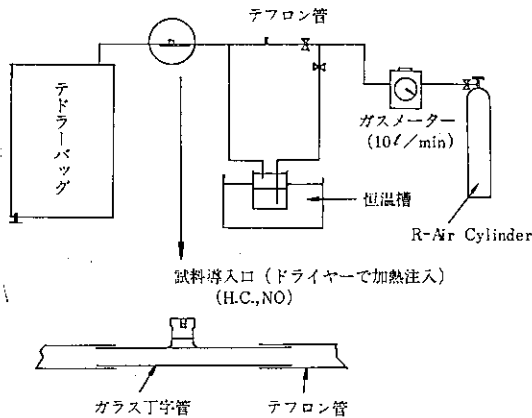 テフロン管
テドラーバッグ
ガスメーター
(10ℓ/min)
恒温槽
R-Air Cylinder
試料導入口(ドライヤーで加熱注入)
(H.C.,NO)
ガラス丁字管
テフロン管